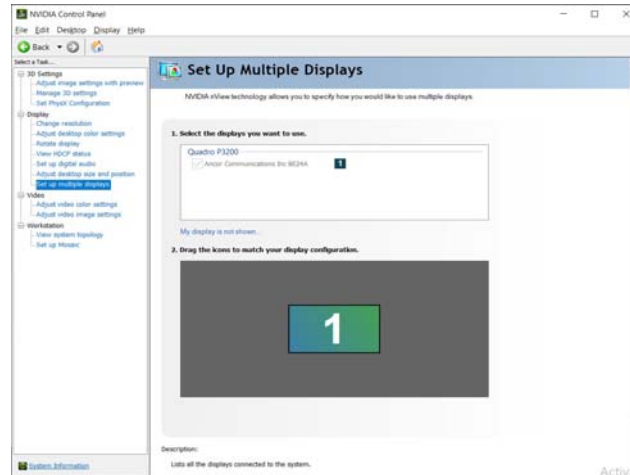 NVIDIA Control Panel
File Edit Desktop Display Help
Back
Select a Task...
3D Settings
Adjust image settings with preview
Manage 3D settings
Set PhysX Configuration
Display
Change resolution
Adjust desktop color settings
Rotate display
View HDCP status
Set up digital audio
Adjust desktop size and position
Set up multiple displays
Video
Adjust video color settings
Adjust video image settings
Workstation
View system topology
Set up Mosaic
System Information
Set Up Multiple Displays
NVIDIA nView technology allows you to specify how you would like to use multiple displays.
1. Select the displays you want to use.
Quadro P3200
Ancor Communications Inc BE24A 1
My display is not shown...
2. Drag the icons to match your display configuration.
1
Description:
Lists all the displays connected to the system.
Activ